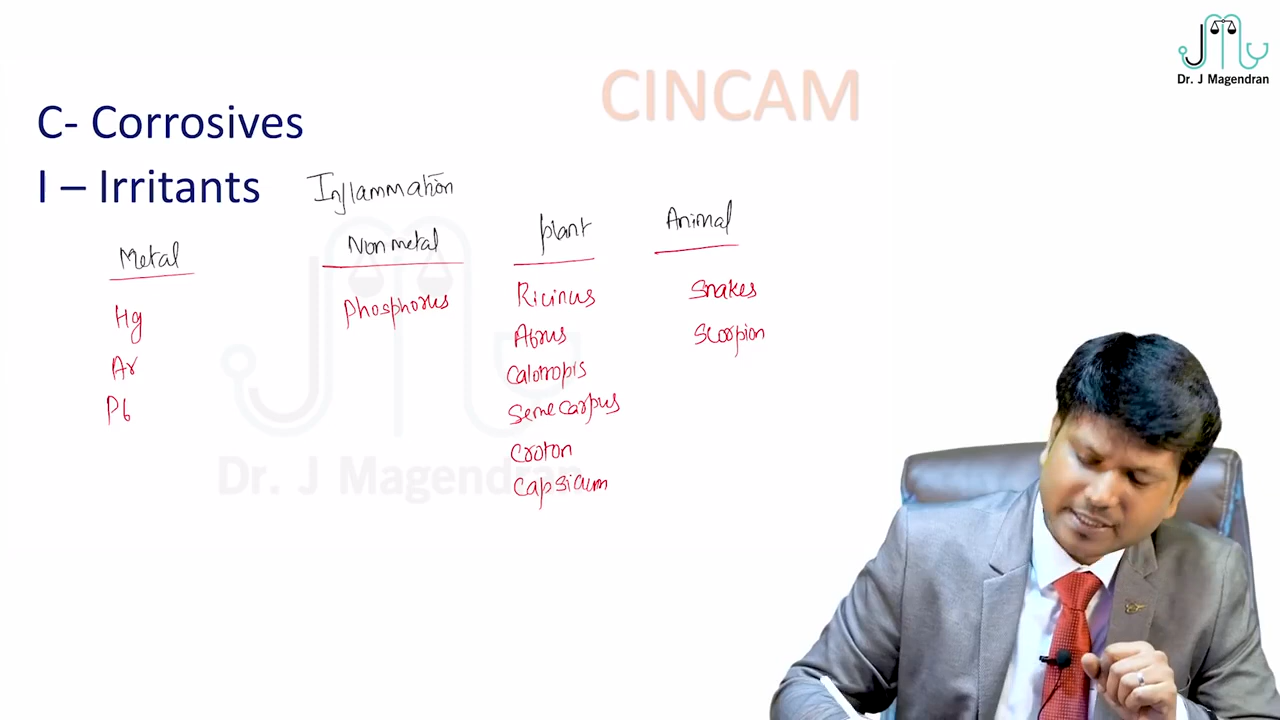 CINCAM
Dr. J Magendran
C- Corrosives
I – Irritants
Inflammation
Metal
Hg
Ar
Pb
Non metal
Phosphorus
plant
Ricinus
Abrus
Calotropis
Semecarpus
Croton
Capsicum
Animal
Snakes
Scorpion
Dr. J Magendran